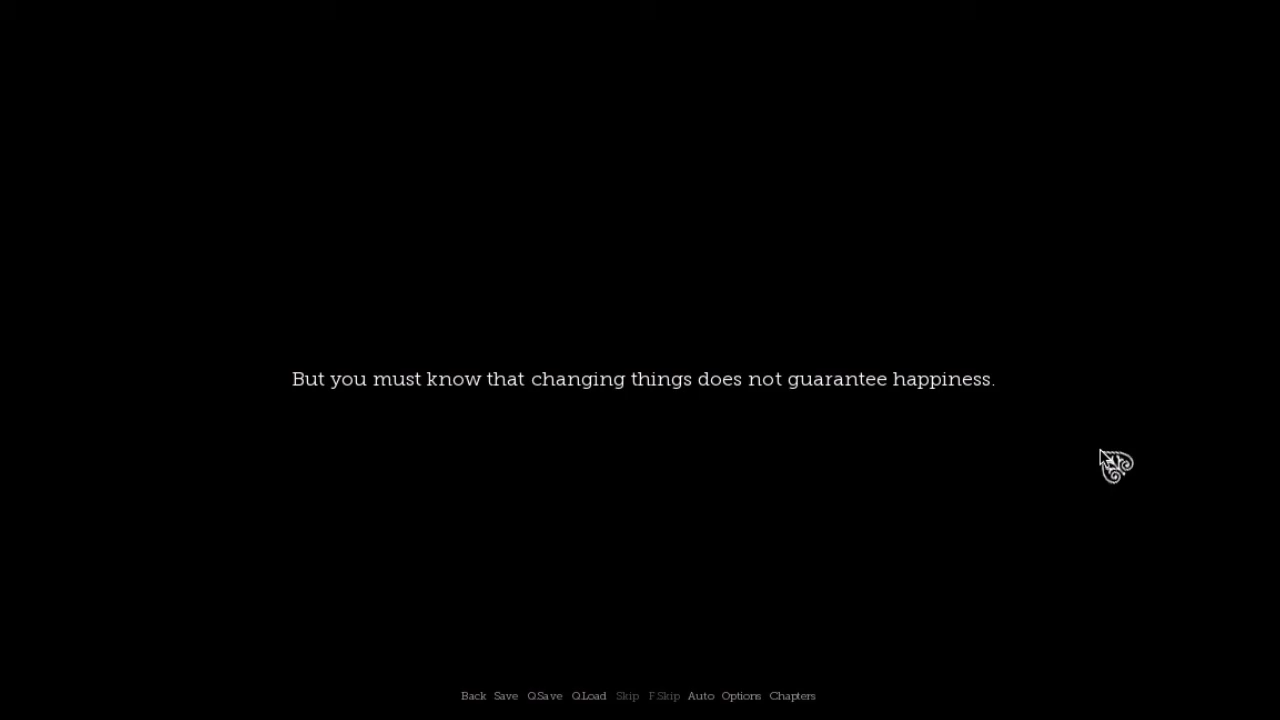 But you must know that changing things does not guarantee happiness.
Back Save Q.Save Q.Load Skip F.Skip Auto Options Chapters